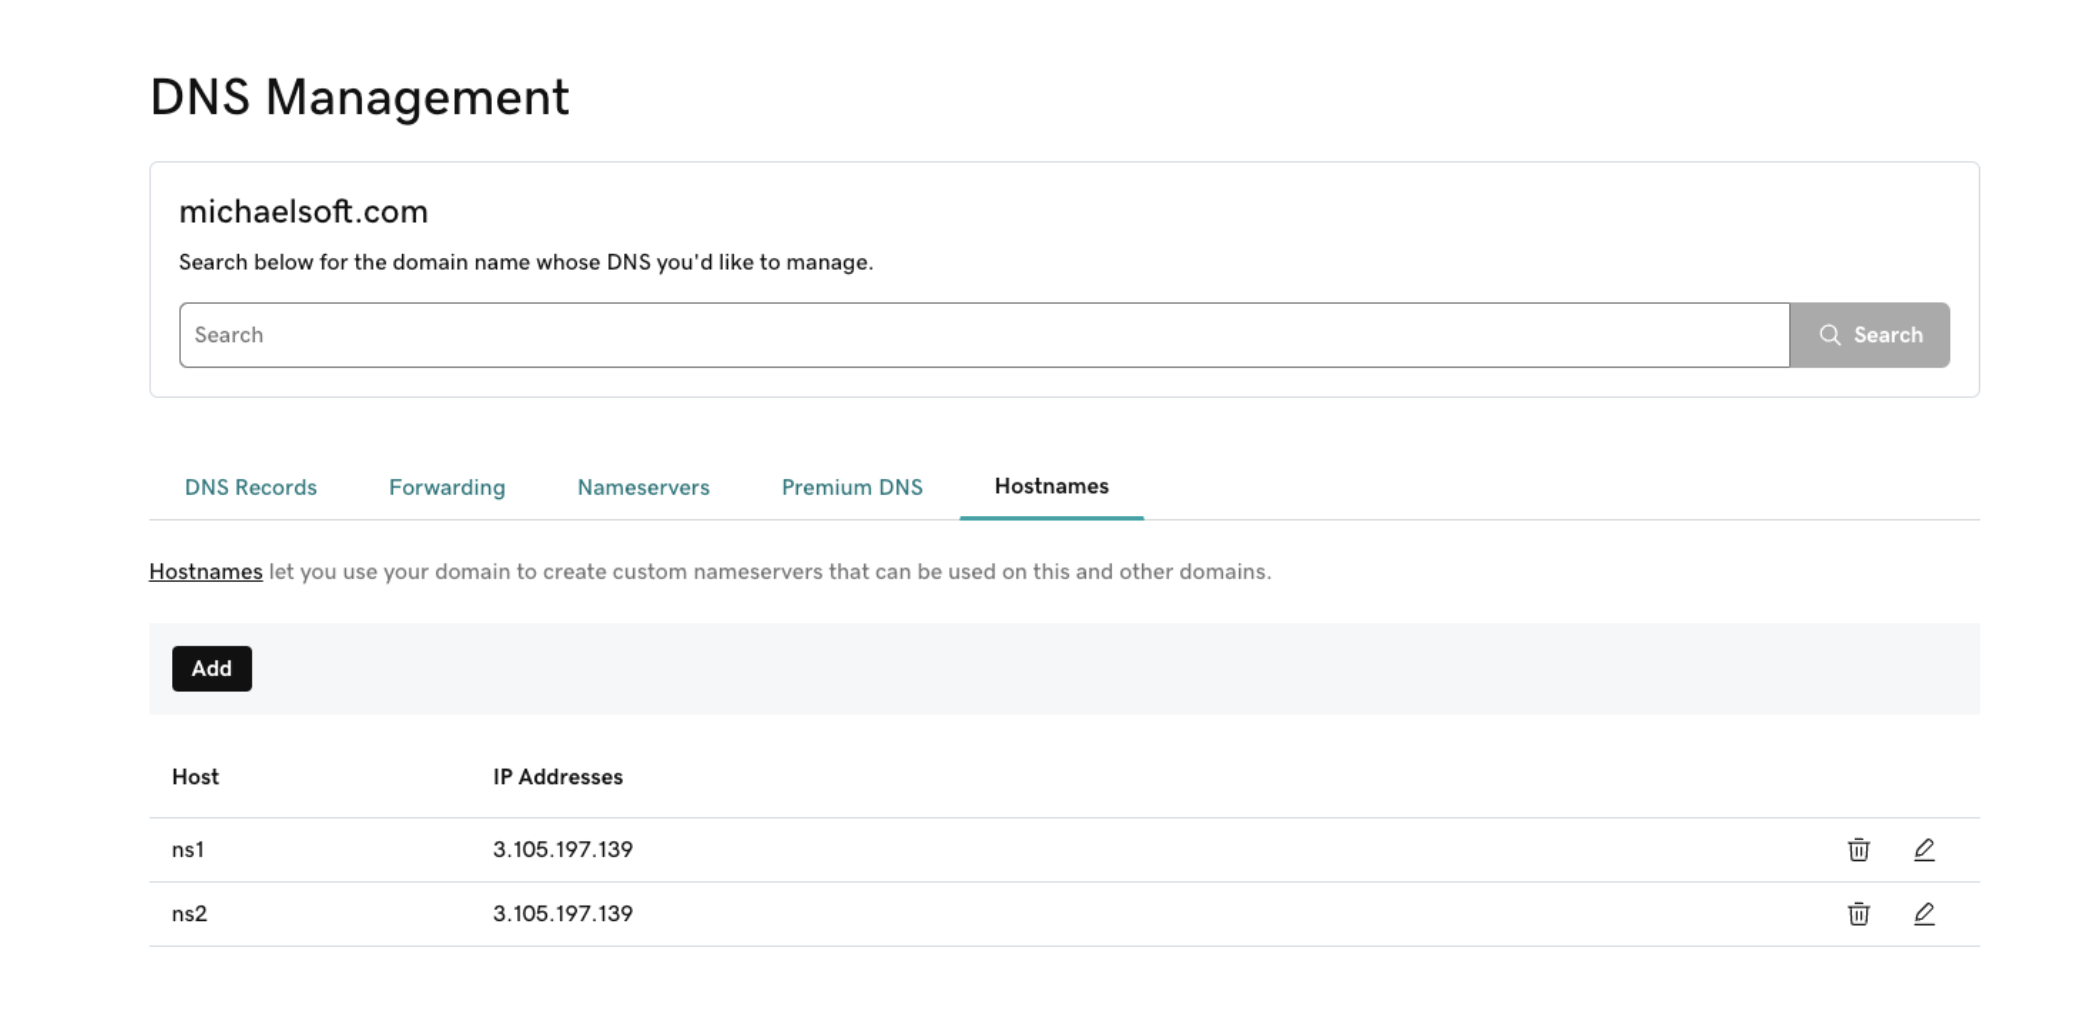 DNS Management
michaelsoft.com
Search below for the domain name whose DNS you'd like to manage.
Search Search
DNS Records Forwarding Nameservers Premium DNS Hostnames
Hostnames let you use your domain to create custom nameservers that can be used on this and other domains.
Add
Host IP Addresses
ns1 3.105.197.139
ns2 3.105.197.139